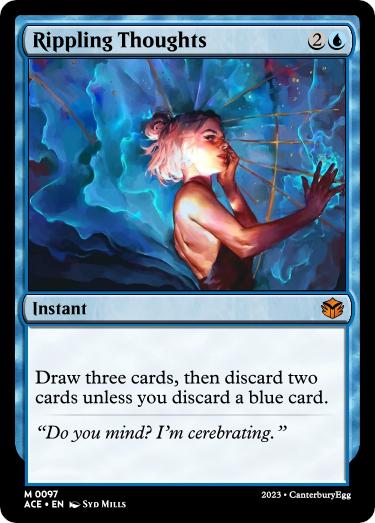 Rippling Thoughts 2
Instant
Draw three cards, then discard two
cards unless you discard a blue card.
“Do you mind? I'm cerebrating.”
M 0097
ACE • EN Syd Mills
2023 • CanterburyEgg